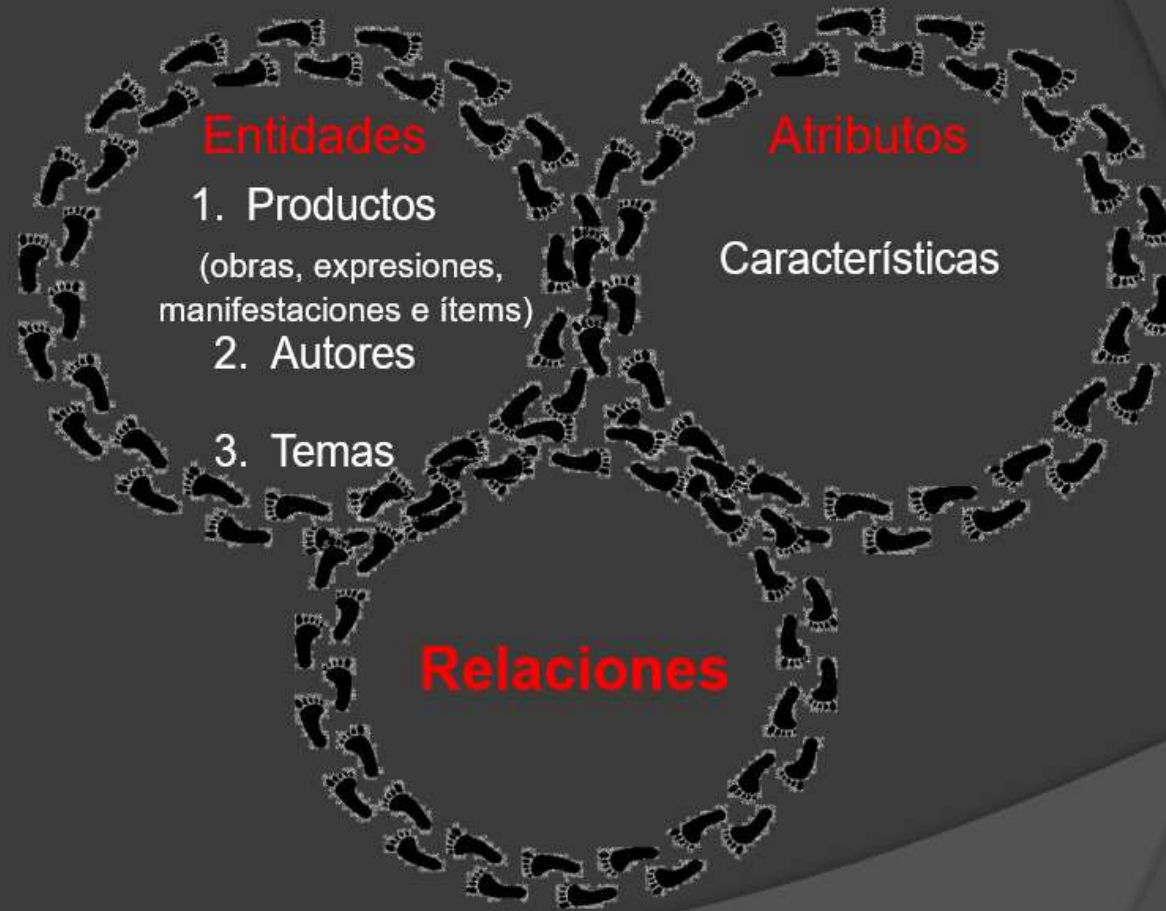 Entidades
1. Productos
(obras, expresiones,
manifestaciones e ítems)
2. Autores
3. Temas
Atributos
Características
Relaciones